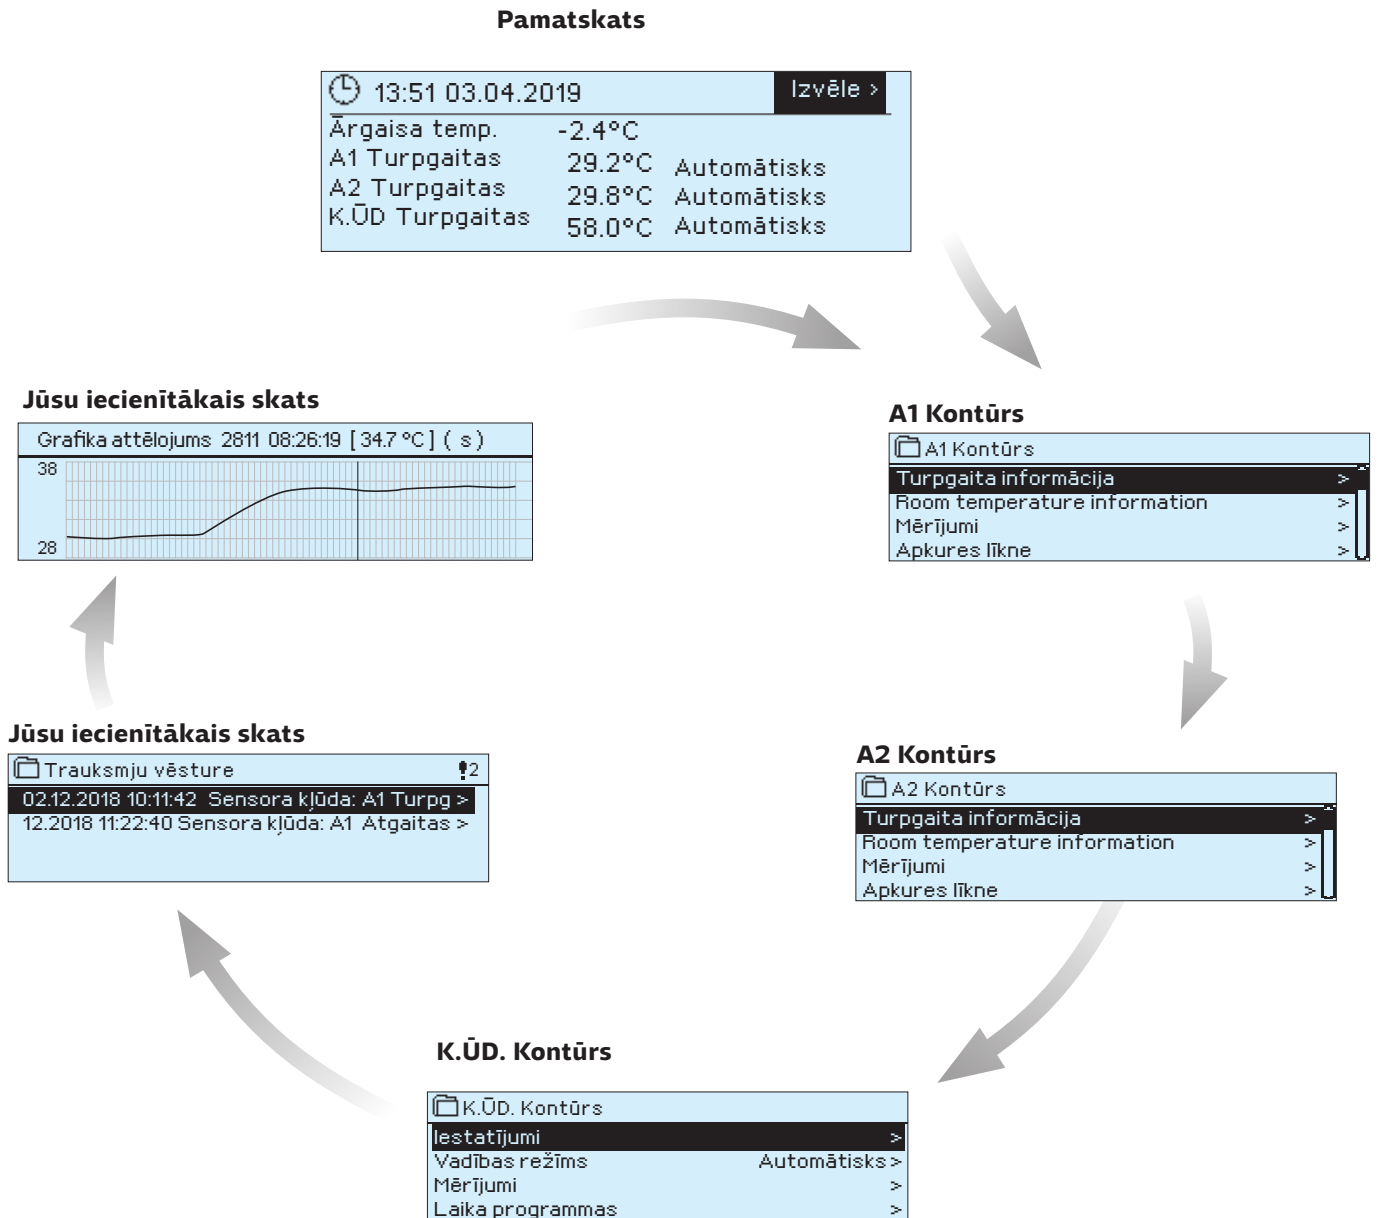 Pamatskats
13:51 03.04.2019 Izvēle >
Ārgaisa temp. -2.4°C
A1 Turpgaitas 29.2°C Automātisks
A2 Turpgaitas 29.8°C Automātisks
K.ŪD Turpgaitas 58.0°C Automātisks
Jūsu iecienītākais skats
Grafika attēlojums 2811 08:26:19 [ 34.7 °C ] ( s )
38
28
A1 Kontūrs
A1 Kontūrs
Turpgaita informācija >
Room temperature information >
Mērījumi >
Apkures līkne >
Jūsu iecienītākais skats
Trauksmju vēsture 2
02.12.2018 10:11:42 Sensora kļūda: A1 Turpg >
12.2018 11:22:40 Sensora kļūda: A1 Atgaitas >
A2 Kontūrs
A2 Kontūrs
Turpgaita informācija >
Room temperature information >
Mērījumi >
Apkures līkne >
K.ŪD. Kontūrs
K.ŪD. Kontūrs
Iestatījumi >
Vadības režīms Automātisks >
Mērījumi >
Laika programmas >